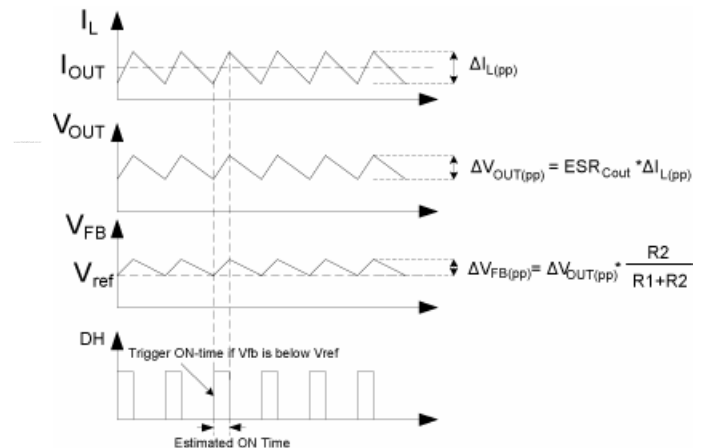 I_L
I_OUT
ΔI_L(pp)
V_OUT
ΔV_OUT(pp) = ESR_Cout *ΔI_L(pp)
V_FB
V_ref
ΔV_FB(pp)= ΔV_OUT(pp) * R2
R1+R2
DH
Trigger ON-time if Vfb is below Vref
Estimated ON Time